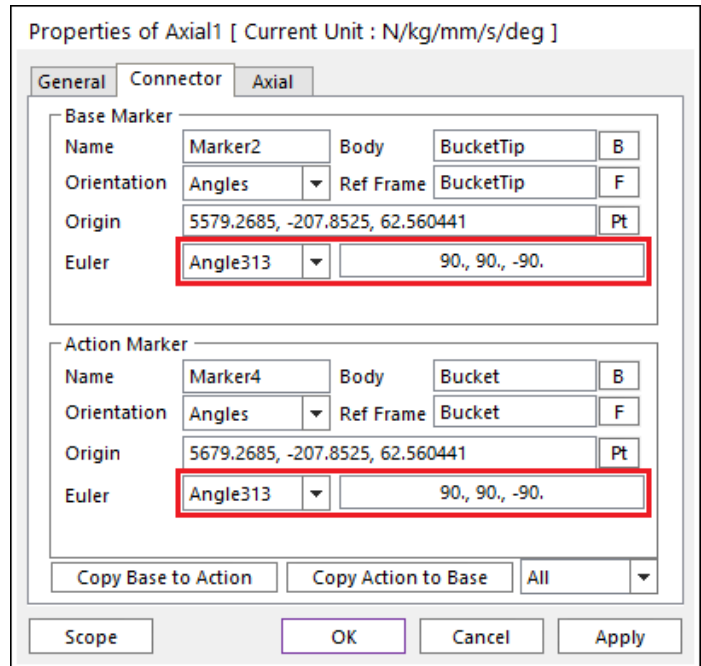 Properties of Axial1 [ Current Unit : N/kg/mm/s/deg ]
General Connector Axial
Base Marker
Name Marker2 Body BucketTip B
Orientation Angles Ref Frame BucketTip F
Origin 5579.2685, -207.8525, 62.560441 Pt
Euler Angle313 90., 90., -90.
Action Marker
Name Marker4 Body Bucket B
Orientation Angles Ref Frame Bucket F
Origin 5679.2685, -207.8525, 62.560441 Pt
Euler Angle313 90., 90., -90.
Copy Base to Action Copy Action to Base All
Scope OK Cancel Apply